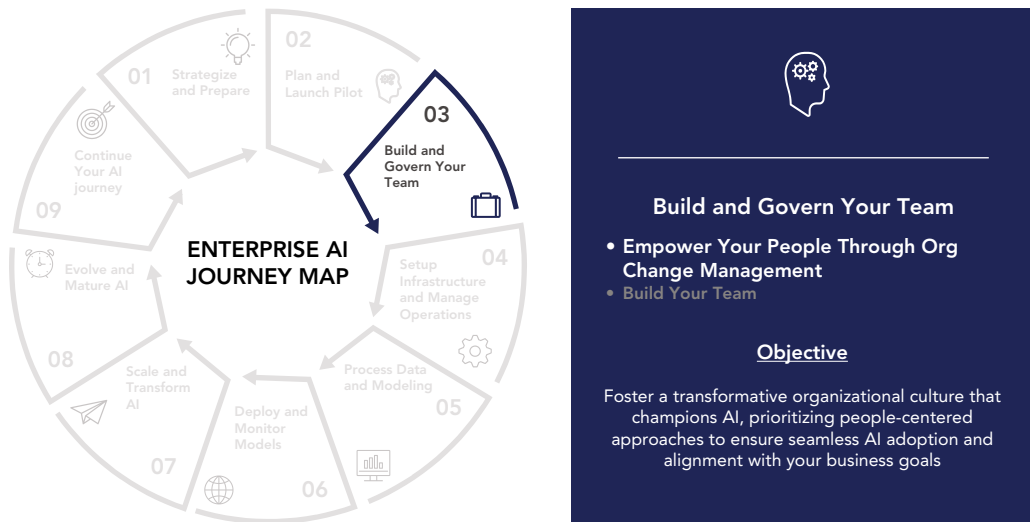 01
Strategize
and Prepare
02
Plan and
Launch Pilot
03
Build and
Govern Your
Team
04
Setup
Infrastructure
and Manage
Operations
Process Data
and Modeling
05
Deploy and
Monitor
Models
06
Scale and
Transform
AI
07
Evolve and
Mature AI
08
Continue
Your AI
journey
09
ENTERPRISE AI
JOURNEY MAP
Build and Govern Your Team
• Empower Your People Through Org
Change Management
• Build Your Team
Objective
Foster a transformative organizational culture that
champions AI, prioritizing people-centered
approaches to ensure seamless AI adoption and
alignment with your business goals